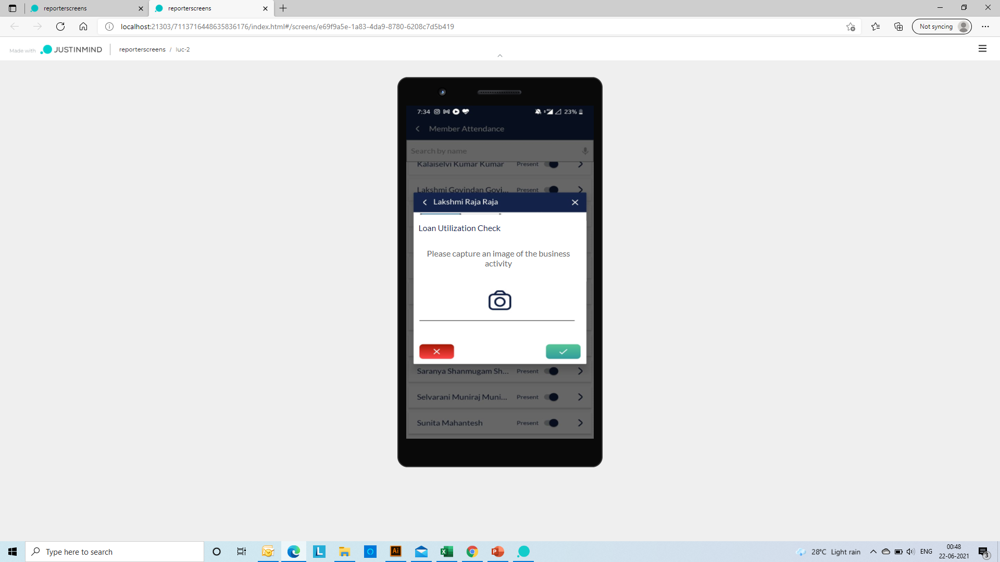 reporterscreens
reporterscreens
localhost:21303/7113716448635836176/index.html#/screens/e69f9a5e-1a83-4da9-8780-6208c7d5b419
Not syncing
Made with JUSTINMIND
reporterscreens / luc-2
7:34 23%
Member Attendance
Search by name
Kalaiselvi Kumar Kumar Present
Lakshmi Govindan Govi... Present
Lakshmi Raja Raja
Loan Utilization Check
Please capture an image of the business
activity
Saranya Shanmugam Sh... Present
Selvarani Muniraj Muni... Present
Sunita Mahantesh Present
Type here to search
L
Ai
28°C Light rain
ENG
00:48
22-06-2021
3